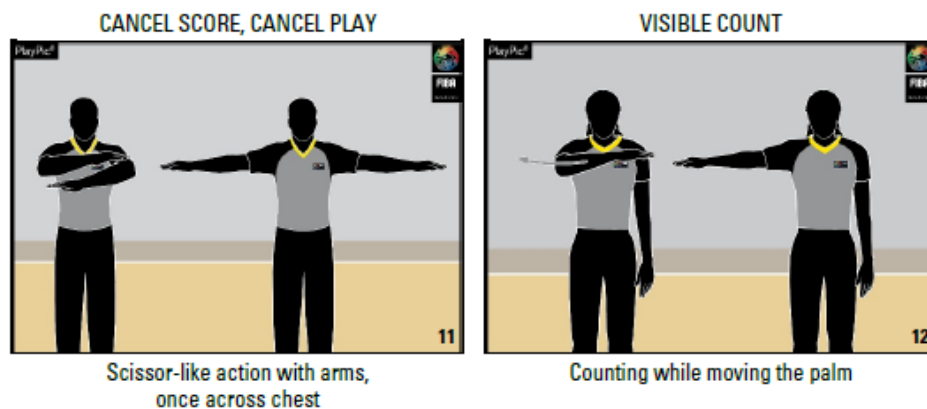 CANCEL SCORE, CANCEL PLAY
PlayPic®
FIBA
11
Scissor-like action with arms,
once across chest
VISIBLE COUNT
PlayPic®
FIBA
12
Counting while moving the palm